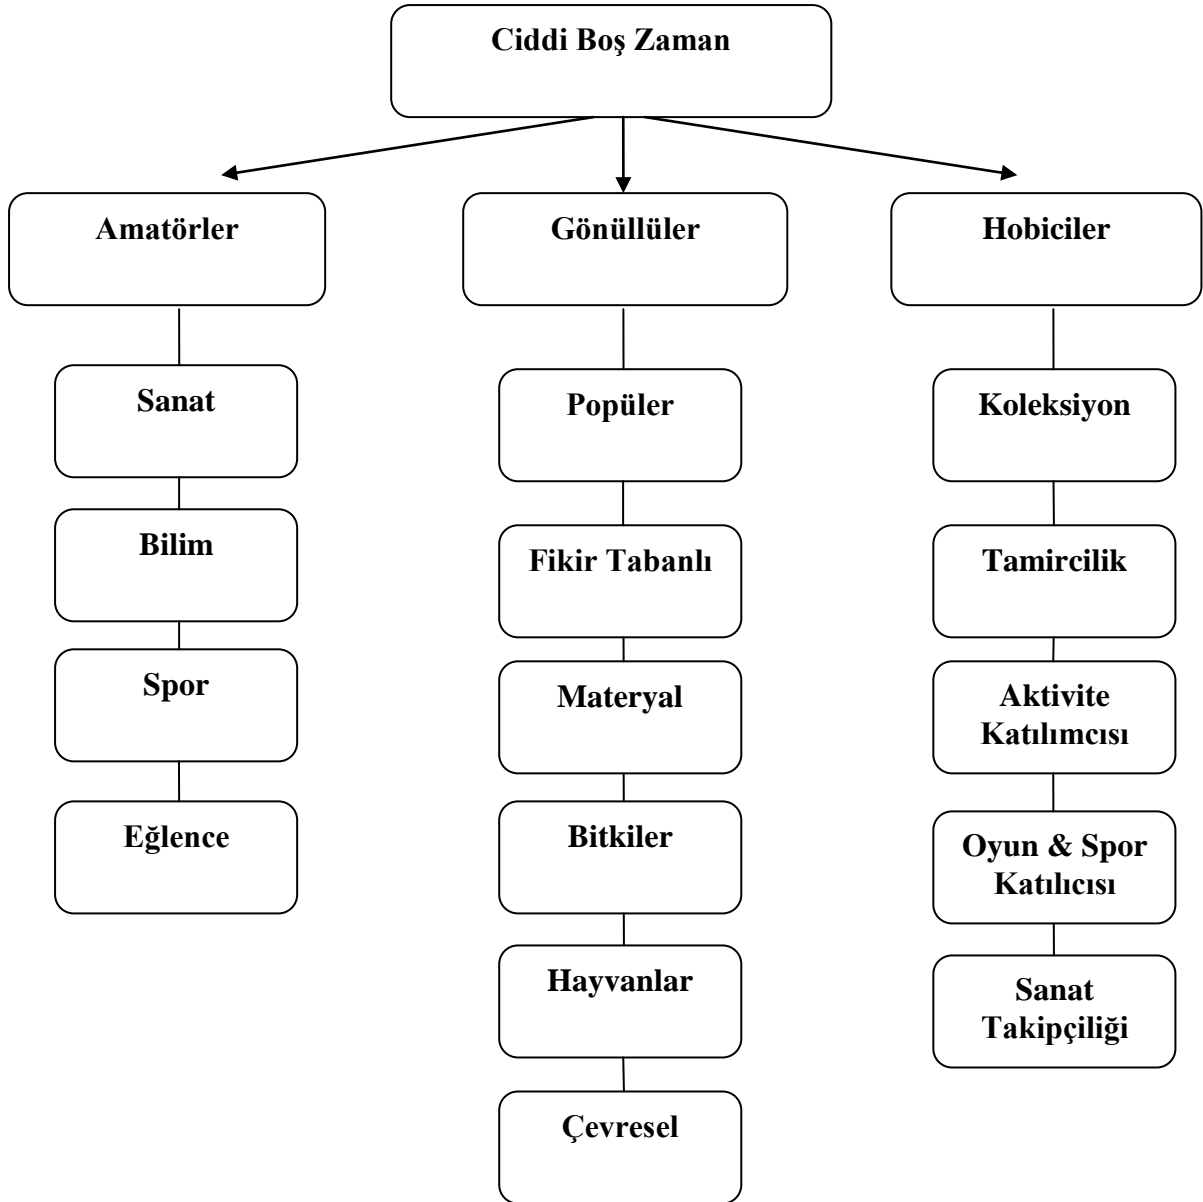 Ciddi Boş Zaman
Amatörler
Gönüllüler
Hobiciler
Sanat
Bilim
Spor
Eğlence
Popüler
Fikir Tabanlı
Materyal
Bitkiler
Hayvanlar
Çevresel
Koleksiyon
Tamircilik
Aktivite
Katılımcısı
Oyun & Spor
Katılıcısı
Sanat
Takipçiliği